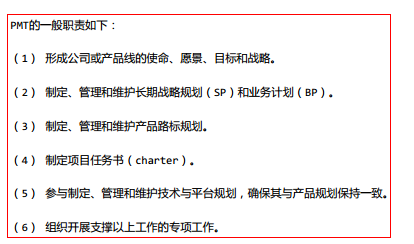 PMT的一般职责如下：
（1） 形成公司或产品线的使命、愿景、目标和战略。
（2） 制定、管理和维护长期战略规划（SP）和业务计划（BP）。
（3） 制定、管理和维护产品路标规划。
（4） 制定项目任务书（charter）。
（5） 参与制定、管理和维护技术与平台规划，确保其与产品规划保持一致。
（6） 组织开展支撑以上工作的专项工作。